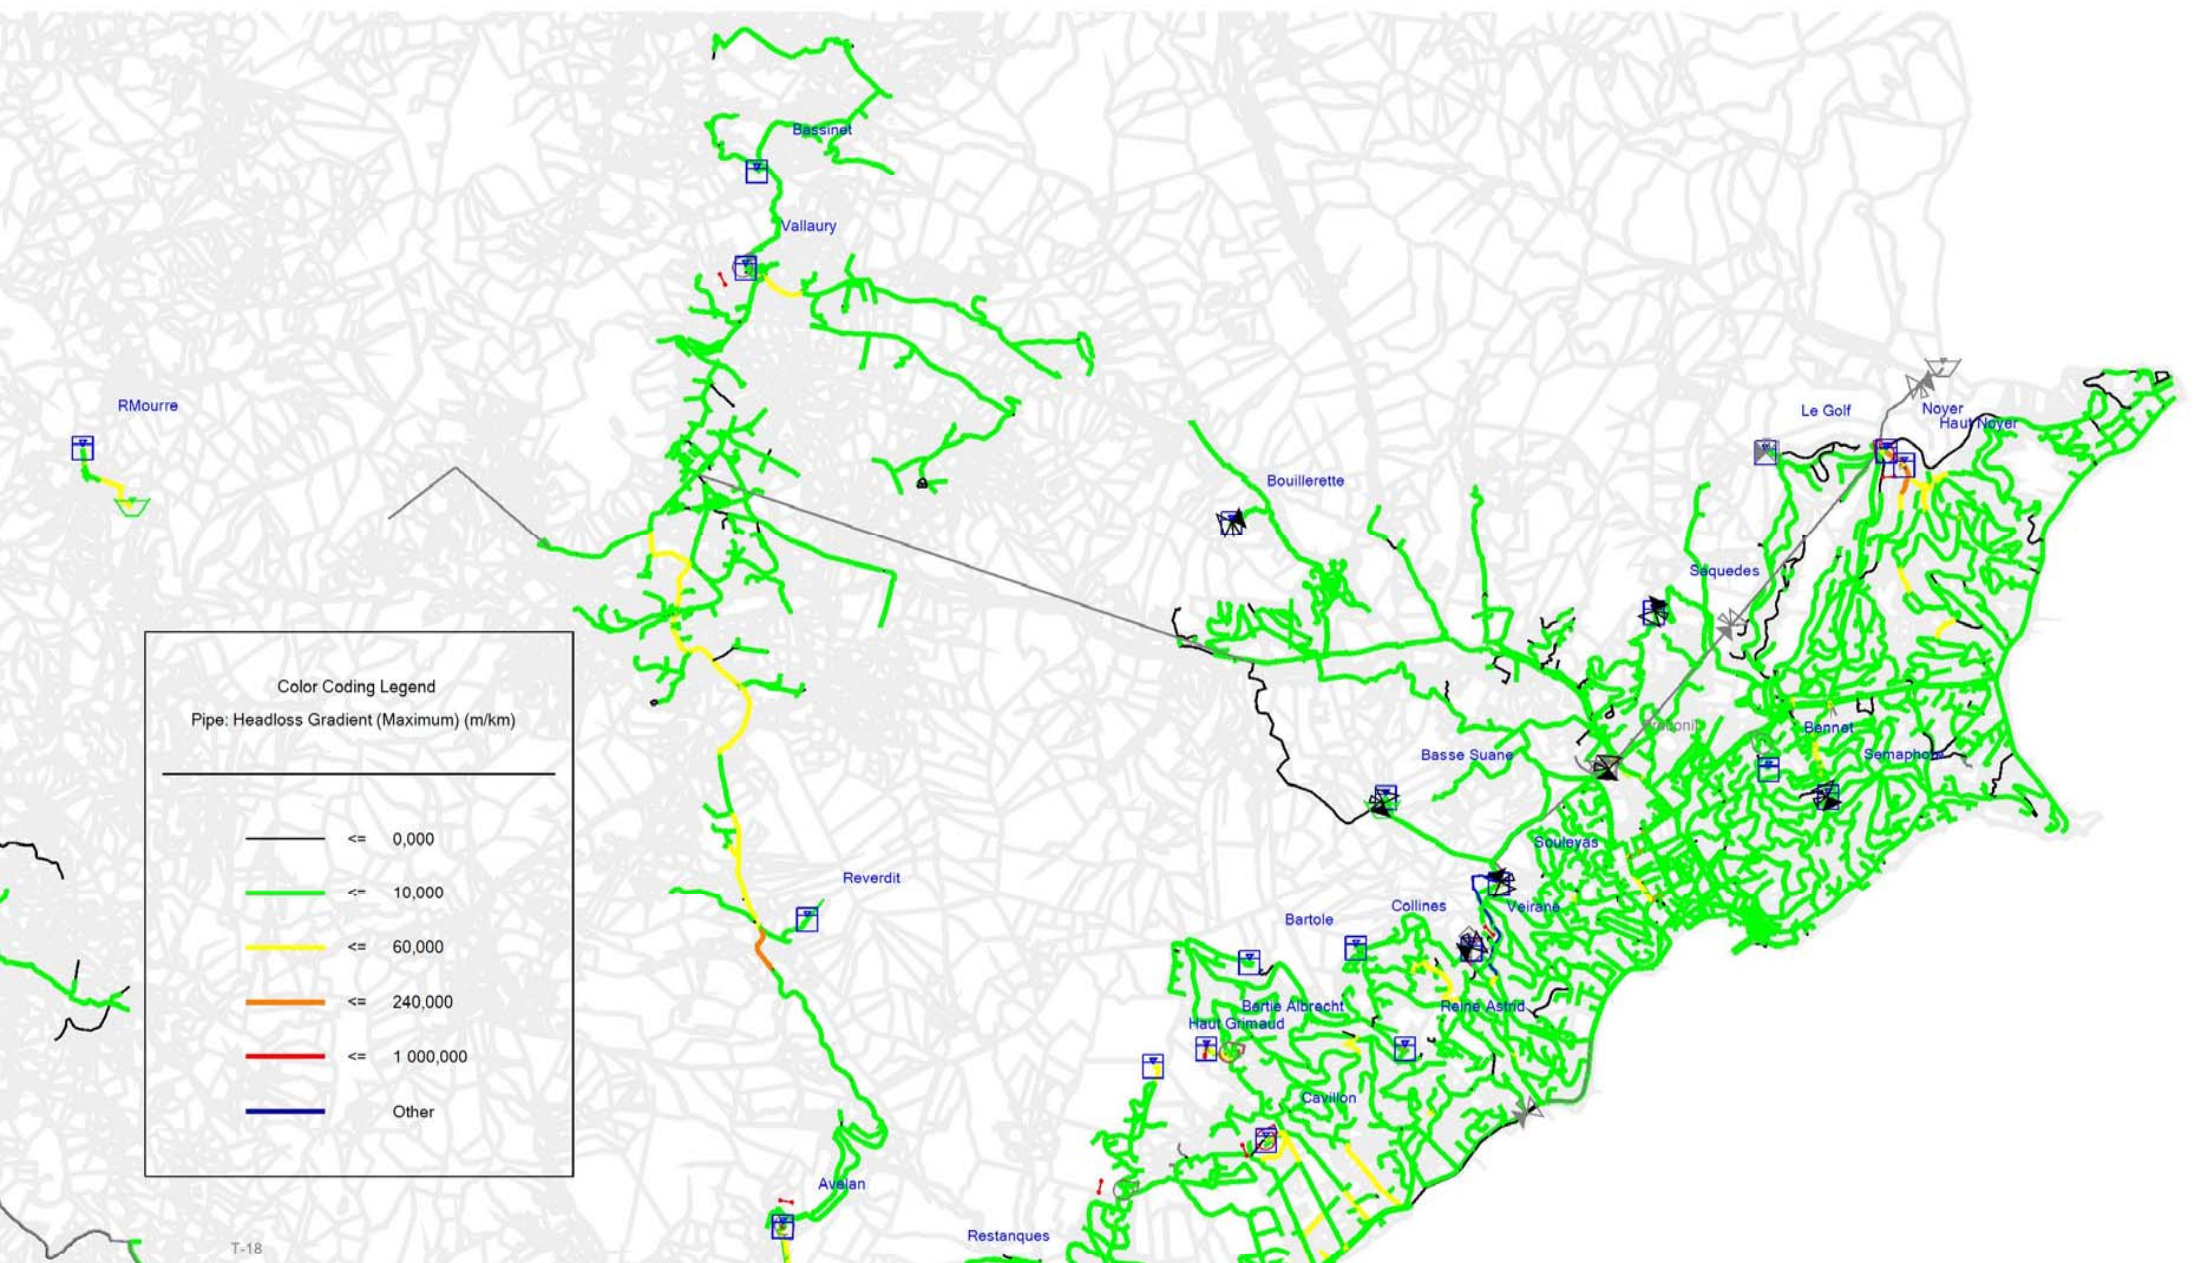 Bassinet
Vallaury
RMourre
Le Golf
Noyer
Haut Noyer
Bouillerette
Saquedes
Color Coding Legend
Pipe: Headloss Gradient (Maximum) (m/km)
<= 0,000
<= 10,000
<= 60,000
<= 240,000
<= 1 000,000
Other
Bennet
Basse Suane
Semaphore
Souleyas
Reverdit
Collines
Veirane
Bartole
Bertie Albrecht
Reine Astrid
Haut Grimaud
Cavillon
Avelan
Restanques
T-18